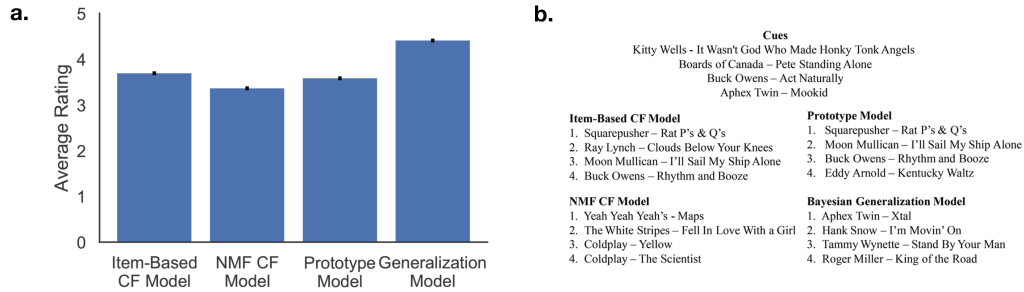 a.
5
4
3
2
1
0
Average Rating
Item-Based
CF Model
NMF CF
Model
Prototype
Model
Generalization
Model
b.
Cues
Kitty Wells - It Wasn't God Who Made Honky Tonk Angels
Boards of Canada – Pete Standing Alone
Buck Owens – Act Naturally
Aphex Twin – Mookid
Item-Based CF Model
1. Squarepusher – Rat P's & Q's
2. Ray Lynch – Clouds Below Your Knees
3. Moon Mullican – I'll Sail My Ship Alone
4. Buck Owens – Rhythm and Booze
Prototype Model
1. Squarepusher – Rat P's & Q's
2. Moon Mullican – I'll Sail My Ship Alone
3. Buck Owens – Rhythm and Booze
4. Eddy Arnold – Kentucky Waltz
NMF CF Model
1. Yeah Yeah Yeah's - Maps
2. The White Stripes – Fell In Love With a Girl
3. Coldplay – Yellow
4. Coldplay – The Scientist
Bayesian Generalization Model
1. Aphex Twin – Xtal
2. Hank Snow – I'm Movin' On
3. Tammy Wynette – Stand By Your Man
4. Roger Miller – King of the Road